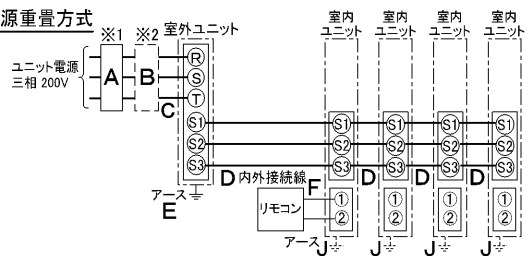 源重畳方式
※1
※2
室外ユニット
室内
ユニット
室内
ユニット
室内
ユニット
室内
ユニット
ユニット電源
三相 200V
A
B
C
R
S
T
S1
S2
S3
S1
S2
S3
S1
S2
S3
S1
S2
S3
S1
S2
S3
D 内外接続線
F
D
D
D
アース
E
リモコン
①
②
①
②
①
②
①
②
アース J
J
J
J